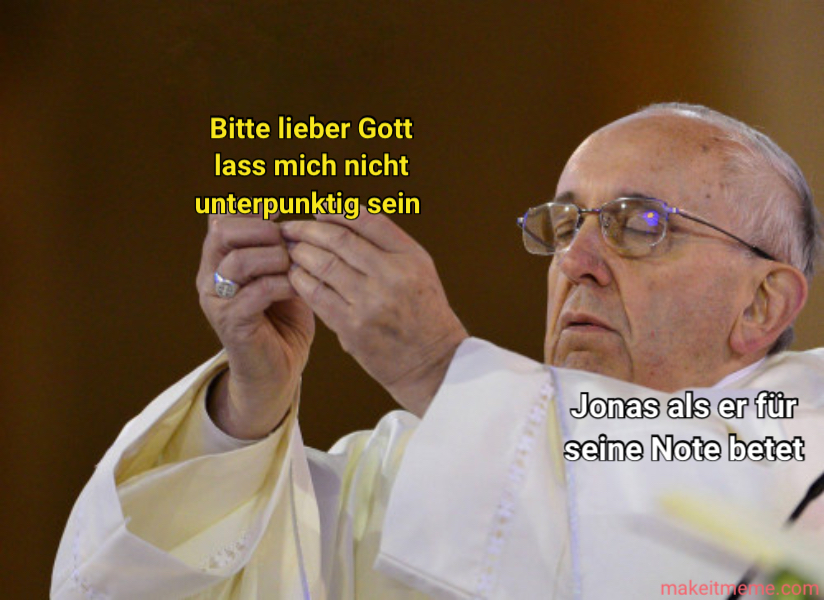 Bitte lieber Gott
lass mich nicht
unterpunktig sein
Jonas als er für
seine Note betet
makeitmeme.com